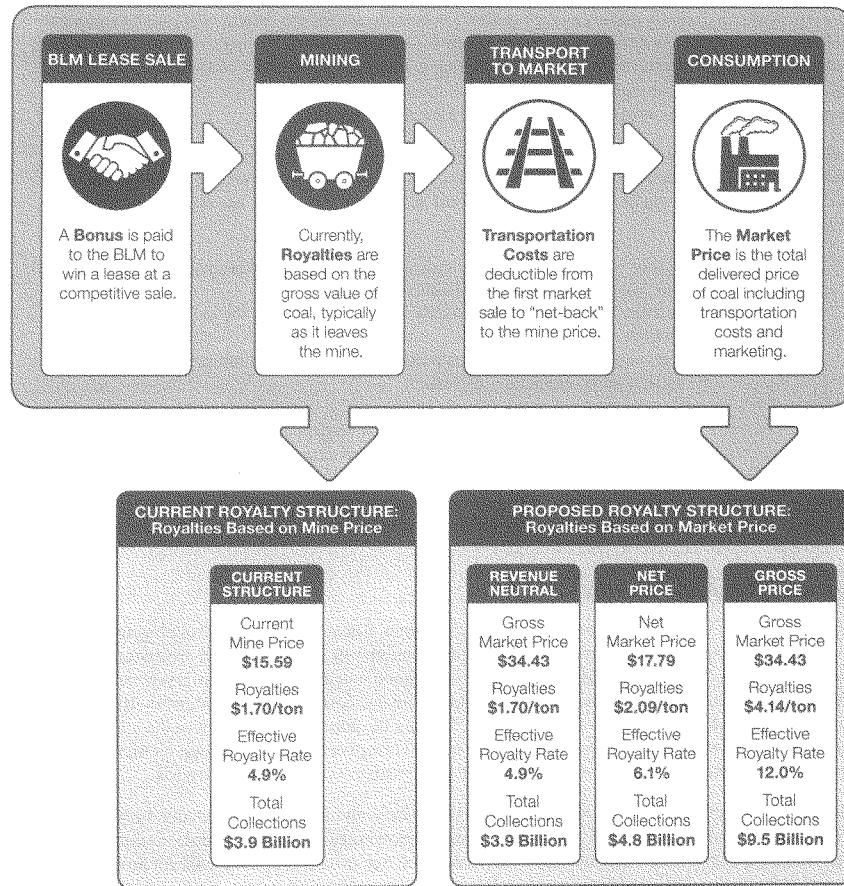 BLM LEASE SALE
A Bonus is paid
to the BLM to
win a lease at a
competitive sale.
MINING
Currently,
Royalties are
based on the
gross value of
coal, typically
as it leaves
the mine.
TRANSPORT
TO MARKET
Transportation
Costs are
deductible from
the first market
sale to “net-back”
to the mine price.
CONSUMPTION
The Market
Price is the total
delivered price
of coal including
transportation
costs and
marketing.
CURRENT ROYALTY STRUCTURE:
Royalties Based on Mine Price
CURRENT
STRUCTURE
Current
Mine Price
$15.59
Royalties
$1.70/ton
Effective
Royalty Rate
4.9%
Total
Collections
$3.9 Billion
PROPOSED ROYALTY STRUCTURE:
Royalties Based on Market Price
REVENUE
NEUTRAL
Gross
Market Price
$34.43
Royalties
$1.70/ton
Effective
Royalty Rate
4.9%
Total
Collections
$3.9 Billion
NET
PRICE
Net
Market Price
$17.79
Royalties
$2.09/ton
Effective
Royalty Rate
6.1%
Total
Collections
$4.8 Billion
GROSS
PRICE
Gross
Market Price
$34.43
Royalties
$4.14/ton
Effective
Royalty Rate
12.0%
Total
Collections
$9.5 Billion